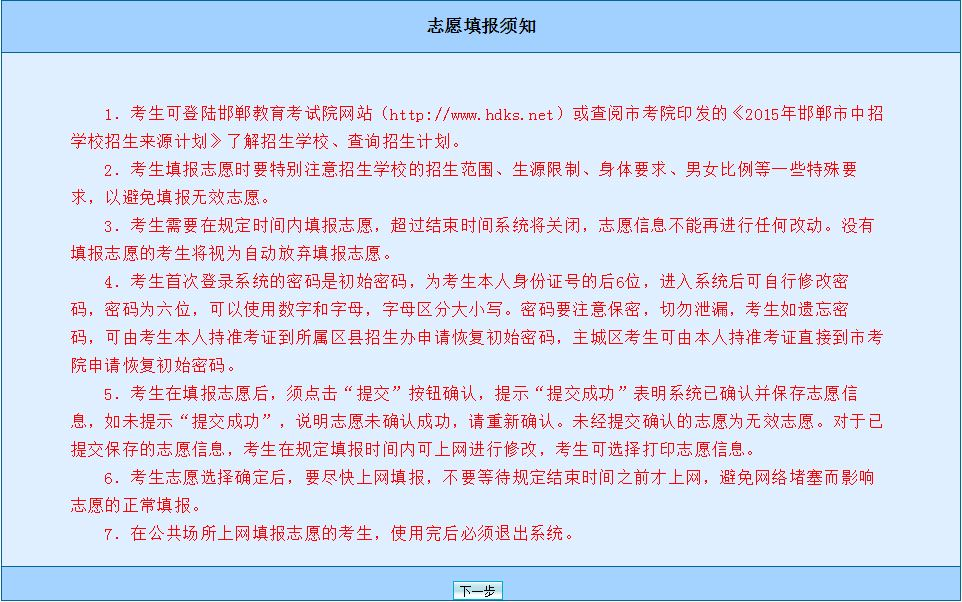 志愿填报须知
1．考生可登陆邯郸教育考试院网站（http://www.hdks.net）或查阅市考院印发的《2015年邯郸市中招
学校招生来源计划》了解招生学校、查询招生计划。
2．考生填报志愿时要特别注意招生学校的招生范围、生源限制、身体要求、男女比例等一些特殊要
求，以避免填报无效志愿。
3．考生需要在规定时间内填报志愿，超过结束时间系统将关闭，志愿信息不能再进行任何改动。没有
填报志愿的考生将视为自动放弃填报志愿。
4．考生首次登录系统的密码是初始密码，为考生本人身份证号的后6位，进入系统后可自行修改密
码，密码为六位，可以使用数字和字母，字母区分大小写。密码要注意保密，切勿泄漏，考生如遗忘密
码，可由考生本人持准考证到所属区县招生办申请恢复初始密码，主城区考生可由本人持准考证直接到市考
院申请恢复初始密码。
5．考生在填报志愿后，须点击“提交”按钮确认，提示“提交成功”表明系统已确认并保存志愿信
息，如未提示“提交成功”，说明志愿未确认成功，请重新确认。未经提交确认的志愿为无效志愿。对于已
提交保存的志愿信息，考生在规定填报时间内可上网进行修改，考生可选择打印志愿信息。
6．考生志愿选择确定后，要尽快上网填报，不要等待规定结束时间之前才上网，避免网络堵塞而影响
志愿的正常填报。
7．在公共场所上网填报志愿的考生，使用完后必须退出系统。
下一步